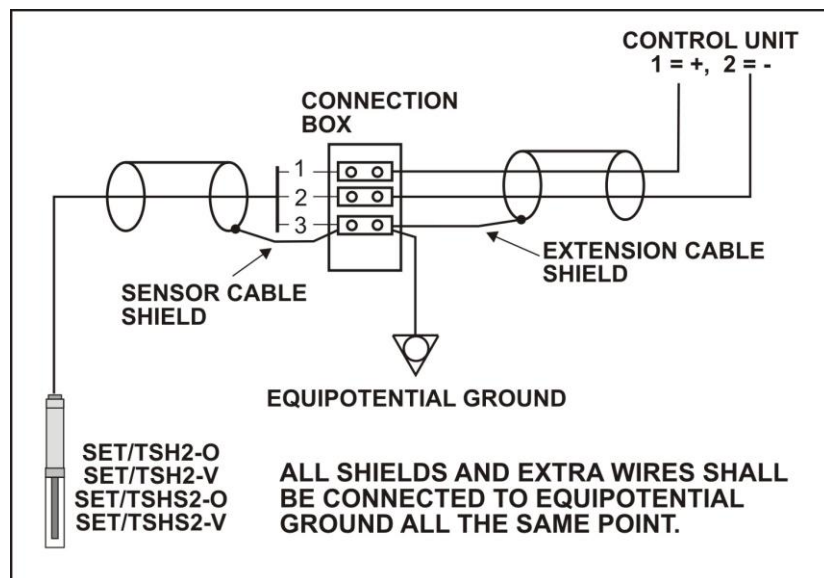 CONTROL UNIT
1 = +, 2 = -
CONNECTION
BOX
1
2
3
SENSOR CABLE
SHIELD
EXTENSION CABLE
SHIELD
EQUIPOTENTIAL GROUND
SET/TSH2-O
SET/TSH2-V
SET/TSHS2-O
SET/TSHS2-V
ALL SHIELDS AND EXTRA WIRES SHALL
BE CONNECTED TO EQUIPOTENTIAL
GROUND ALL THE SAME POINT.